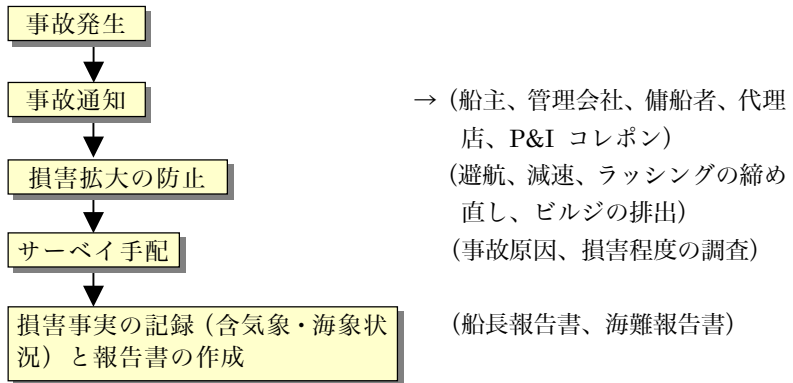 事故発生
事故通知
→ (船主、管理会社、傭船者、代理
店、P&I コレポン)
損害拡大の防止
(避航、減速、ラッシングの締め
直し、ビルジの排出)
サーベイ手配
(事故原因、損害程度の調査)
損害事実の記録(含気象・海象状
況)と報告書の作成
(船長報告書、海難報告書)